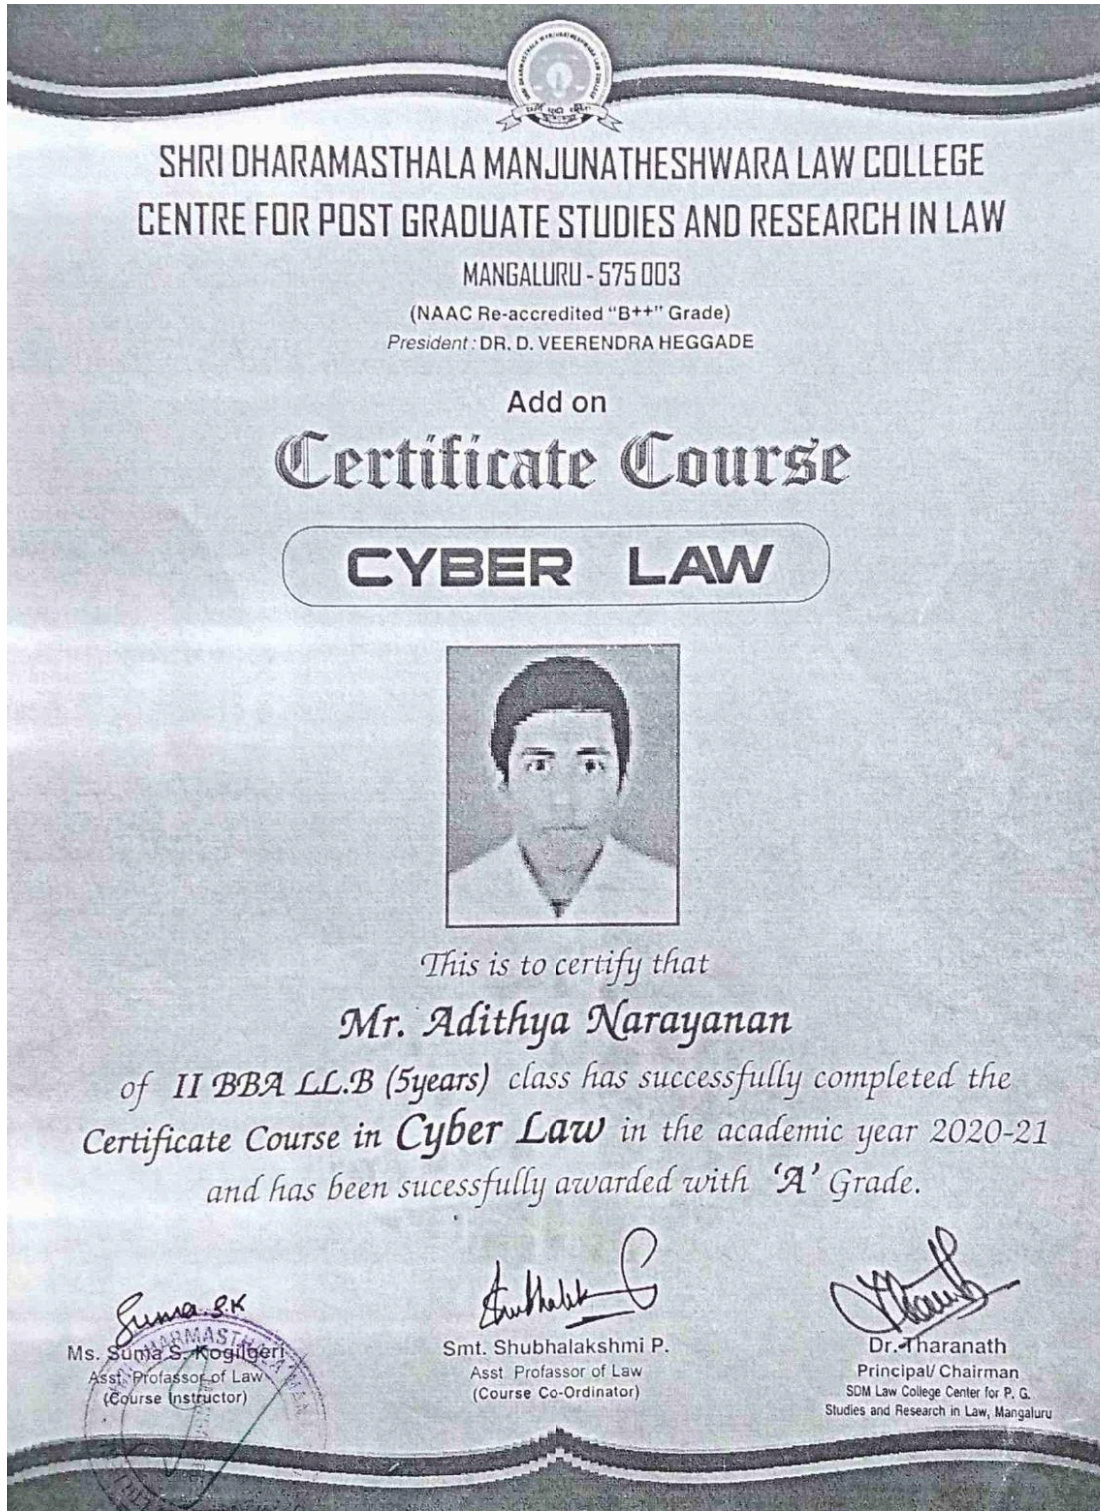 SHRI DHARAMASTHALA MANJUNATHESHWARA LAW COLLEGE
CENTRE FOR POST GRADUATE STUDIES AND RESEARCH IN LAW
MANGALURU - 575 003
(NAAC Re-accredited "B++" Grade)
President : DR. D. VEERENDRA HEGGADE
Add on
Certificate Course
CYBER LAW
This is to certify that
Mr. Adithya Narayanan
of II BBA LL.B (5years) class has successfully completed the
Certificate Course in Cyber Law in the academic year 2020-21
and has been sucessfully awarded with 'A' Grade.
Suma S.K
Ms. Suma S. Kogilgeri
Asst Profassor of Law
(Course Instructor)
Smt. Shubhalakshmi P.
Asst Profassor of Law
(Course Co-Ordinator)
Dr. Tharanath
Principal/ Chairman
SDM Law College Center for P. G.
Studies and Research in Law, Mangaluru